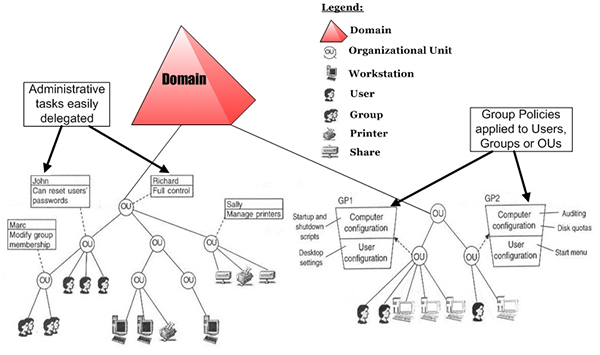 Legend:
Domain
Organizational Unit
Workstation
User
Group
Printer
Share
OU
Domain
Administrative
tasks easily
delegated
Group Policies
applied to Users,
Groups or OUs
John
Can reset users'
passwords
Richard
Full control
Sally
Manage printers
Marc
Modify group
membership
OU
OU
OU
OU
OU
OU
OU
GP1
Computer
configuration
User
configuration
Startup and
shutdown
scripts
Desktop
settings
OU
OU
OU
GP2
Computer
configuration
User
configuration
Auditing
Disk quotas
Start menu